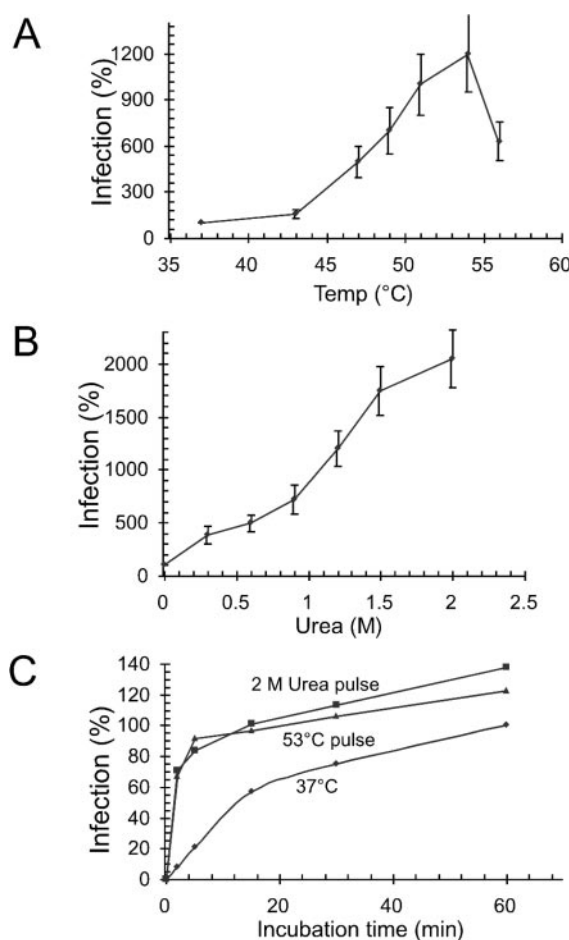 A
Infection (%)
1200
900
600
300
0
35 40 45 50 55 60
Temp (°C)
B
Infection (%)
2000
1500
1000
500
0
0 0.5 1 1.5 2 2.5
Urea (M)
C
Infection (%)
140
120
100
80
60
40
20
0
2 M Urea pulse
53°C pulse
37°C
0 20 40 60
Incubation time (min)